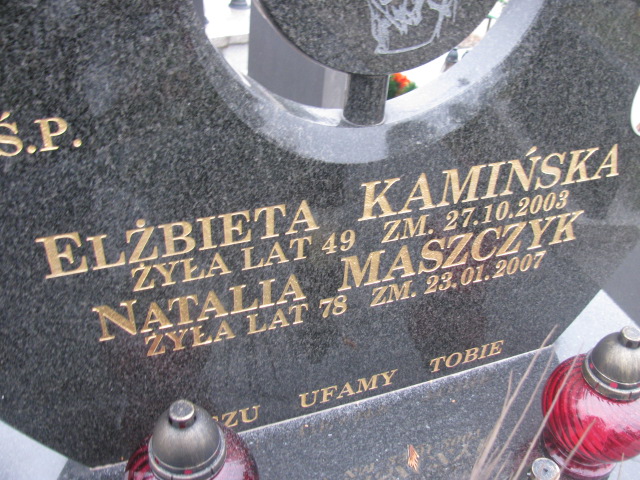 Ś.P.
ELŻBIETA KAMIŃSKA
ŻYŁA LAT 49 ZM. 27.10.2003
NATALIA MASZCZYK
ŻYŁA LAT 78 ZM. 23.01.2007
UFAMY TOBIE